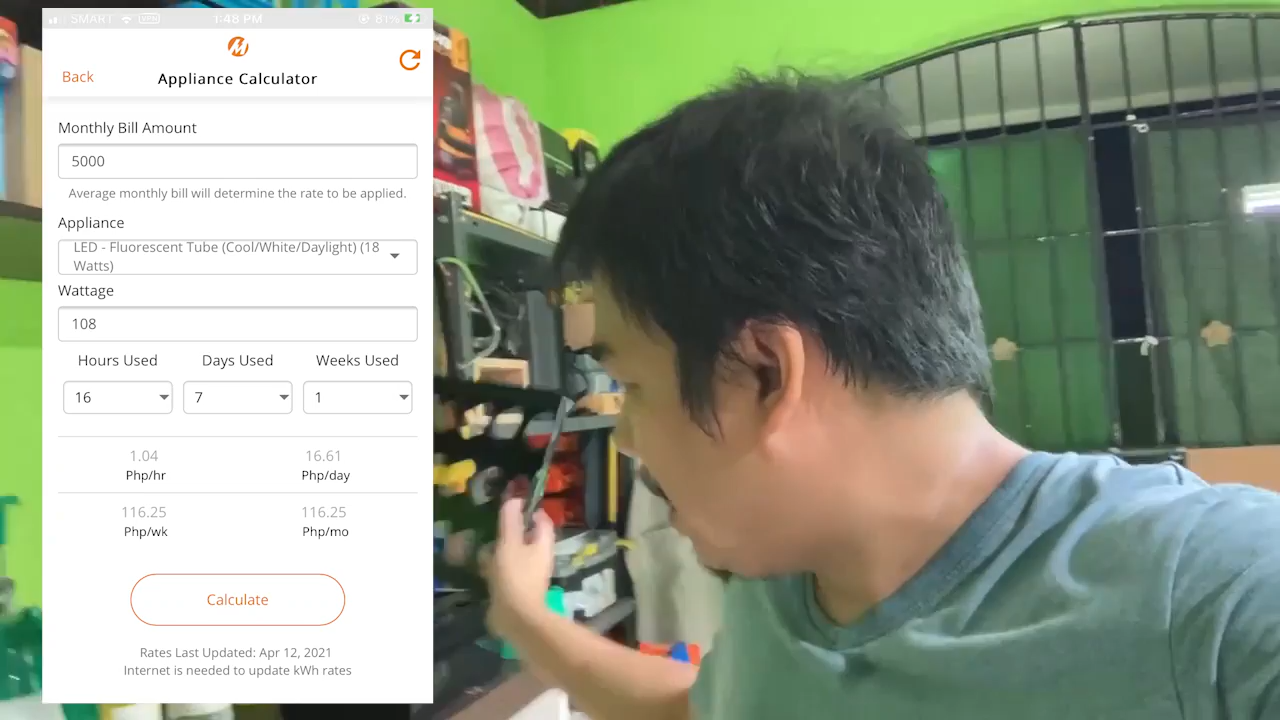 SMART VPN 1:48 PM 81%
Back
Appliance Calculator
Monthly Bill Amount
5000
Average monthly bill will determine the rate to be applied.
Appliance
LED - Fluorescent Tube (Cool/White/Daylight) (18
Watts)
Wattage
108
Hours Used Days Used Weeks Used
16 7 1
1.04 16.61
Php/hr Php/day
116.25 116.25
Php/wk Php/mo
Calculate
Rates Last Updated: Apr 12, 2021
Internet is needed to update kWh rates